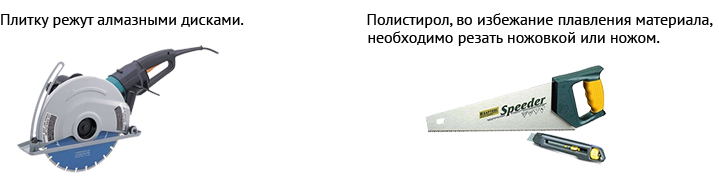 Плитку режут алмазными дисками.
Полистирол, во избежание плавления материала,
необходимо резать ножовкой или ножом.
Speeder